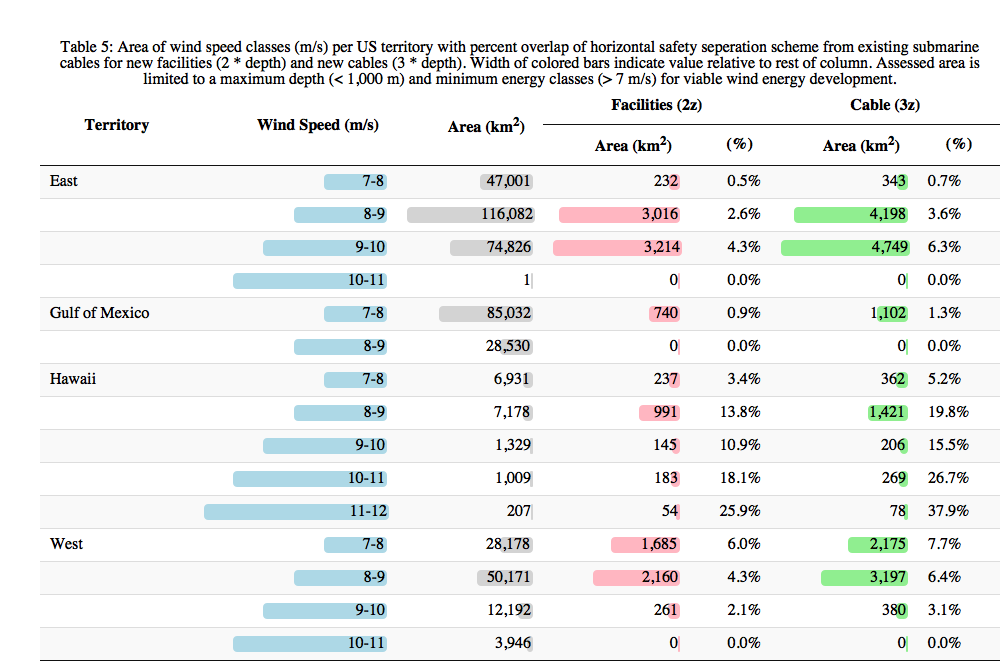 Table 5: Area of wind speed classes (m/s) per US territory with percent overlap of horizontal safety seperation scheme from existing submarine
cables for new facilities (2 * depth) and new cables (3 * depth). Width of colored bars indicate value relative to rest of column. Assessed area is
limited to a maximum depth (< 1,000 m) and minimum energy classes (> 7 m/s) for viable wind energy development.
Facilities (2z) Cable (3z)
Territory Wind Speed (m/s) Area (km²)
Area (km²) (%) Area (km²) (%)
East 7-8 47,001 232 0.5% 343 0.7%
8-9 116,082 3,016 2.6% 4,198 3.6%
9-10 74,826 3,214 4.3% 4,749 6.3%
10-11 1 0 0.0% 0 0.0%
Gulf of Mexico 7-8 85,032 740 0.9% 1,102 1.3%
8-9 28,530 0 0.0% 0 0.0%
Hawaii 7-8 6,931 237 3.4% 362 5.2%
8-9 7,178 991 13.8% 1,421 19.8%
9-10 1,329 145 10.9% 206 15.5%
10-11 1,009 183 18.1% 269 26.7%
11-12 207 54 25.9% 78 37.9%
West 7-8 28,178 1,685 6.0% 2,175 7.7%
8-9 50,171 2,160 4.3% 3,197 6.4%
9-10 12,192 261 2.1% 380 3.1%
10-11 3,946 0 0.0% 0 0.0%